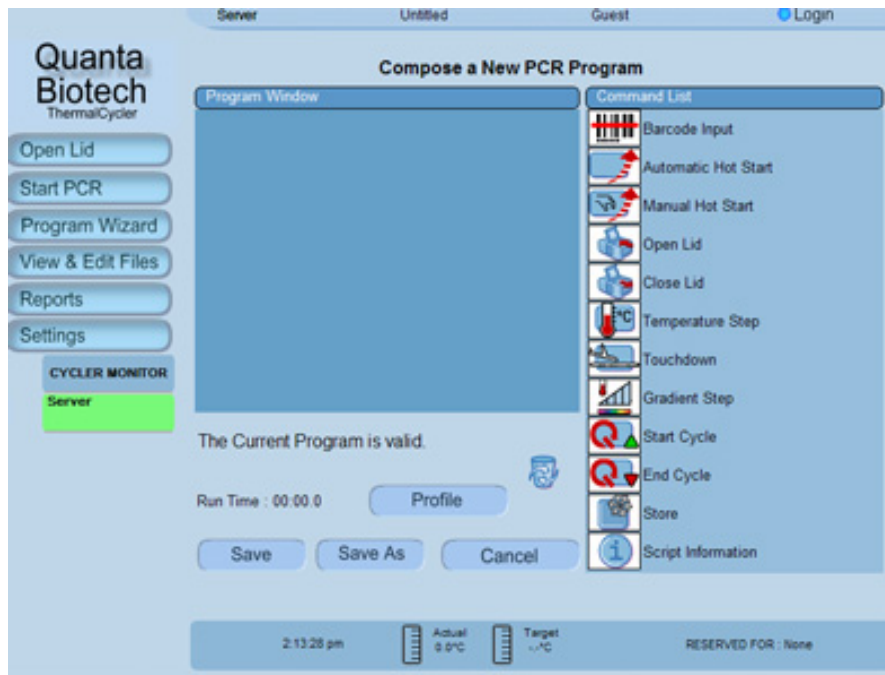 Server Untitled Guest Login
Quanta
Biotech
ThermalCycler
Open Lid
Start PCR
Program Wizard
View & Edit Files
Reports
Settings
CYCLER MONITOR
Server
Compose a New PCR Program
Program Window
The Current Program is valid.
Run Time : 00:00.0
Profile
Save
Save As
Cancel
Command List
Barcode Input
Automatic Hot Start
Manual Hot Start
Open Lid
Close Lid
°C
Temperature Step
Touchdown
Gradient Step
Start Cycle
End Cycle
Store
i
Script Information
2:13:28 pm
Actual
0.0°C
Target
-.-°C
RESERVED FOR : None